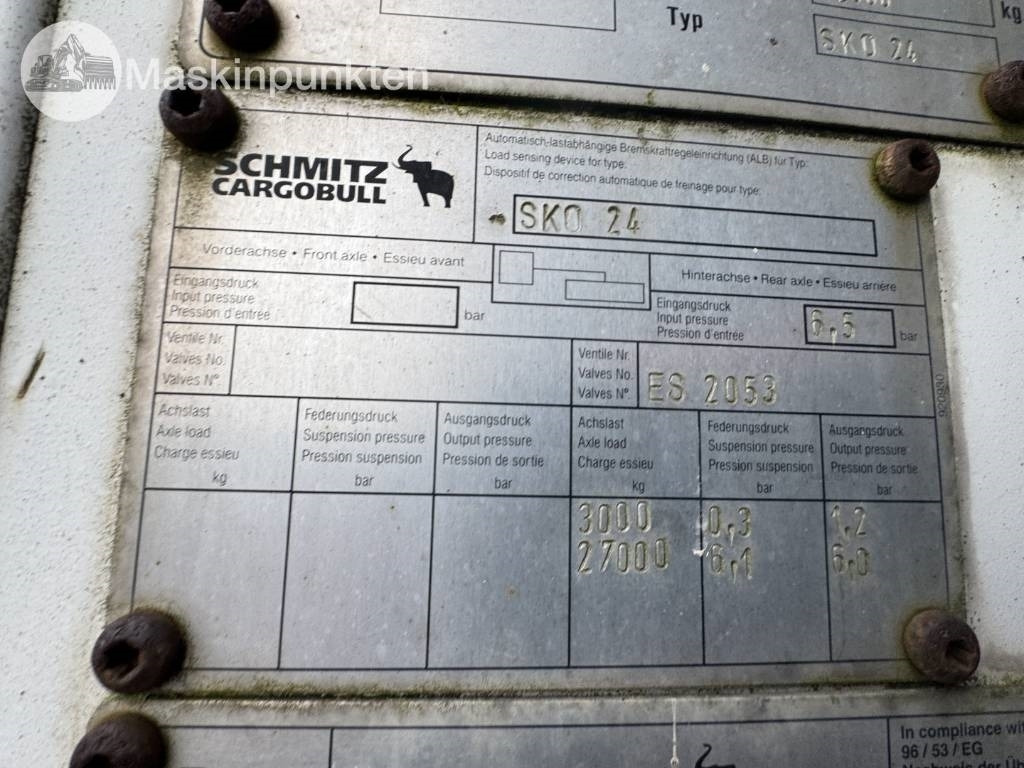 kg
Typ
SKO 24
Maskinpunkten
SCHMITZ
CARGOBULL
Automatisch-lastabhängige Bremskraftregeleinrichtung (ALB) für Typ:
Load sensing device for type:
Dispositif de correction automatique de freinage pour type:
SKO 24
Vorderachse • Front axle • Essieu avant
Hinterachse • Rear axle • Essieu arriére
Eingangsdruck
Input pressure
Pression d'entrée
bar
Eingangsdruck
Input pressure
Pression d'entrée
6,5
bar
Ventile Nr.
Valves No.
Valves N°
Ventile Nr.
Valves No.
Valves N°.
ES 2053
Achslast
Axle load
Charge essieu
kg
Federungsdruck
Suspension pressure
Pression suspension
bar
Ausgangsdruck
Output pressure
Pression de sortie
bar
Achslast
Axle load
Charge essieu
kg
Federungsdruck
Suspension pressure
Pression suspension
bar
Ausgangsdruck
Output pressure
Pression de sortie
bar
3000 0,3 1,2
27000 6,1 6,0
In compliance
96 / 53 / EG
Nachweis der